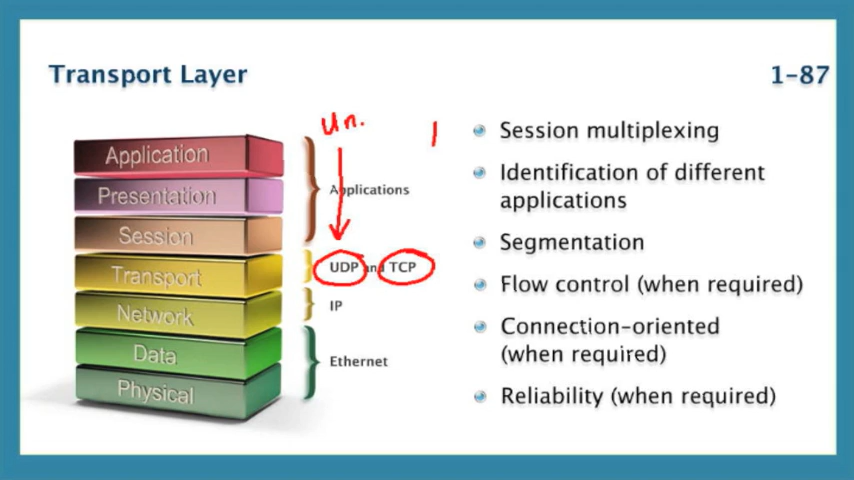 Transport Layer
1-87
Un.
Application
Presentation
Session
Transport
Network
Data
Physical
Applications
UDP and TCP
IP
Ethernet
Session multiplexing
Identification of different
applications
Segmentation
Flow control (when required)
Connection-oriented
(when required)
Reliability (when required)